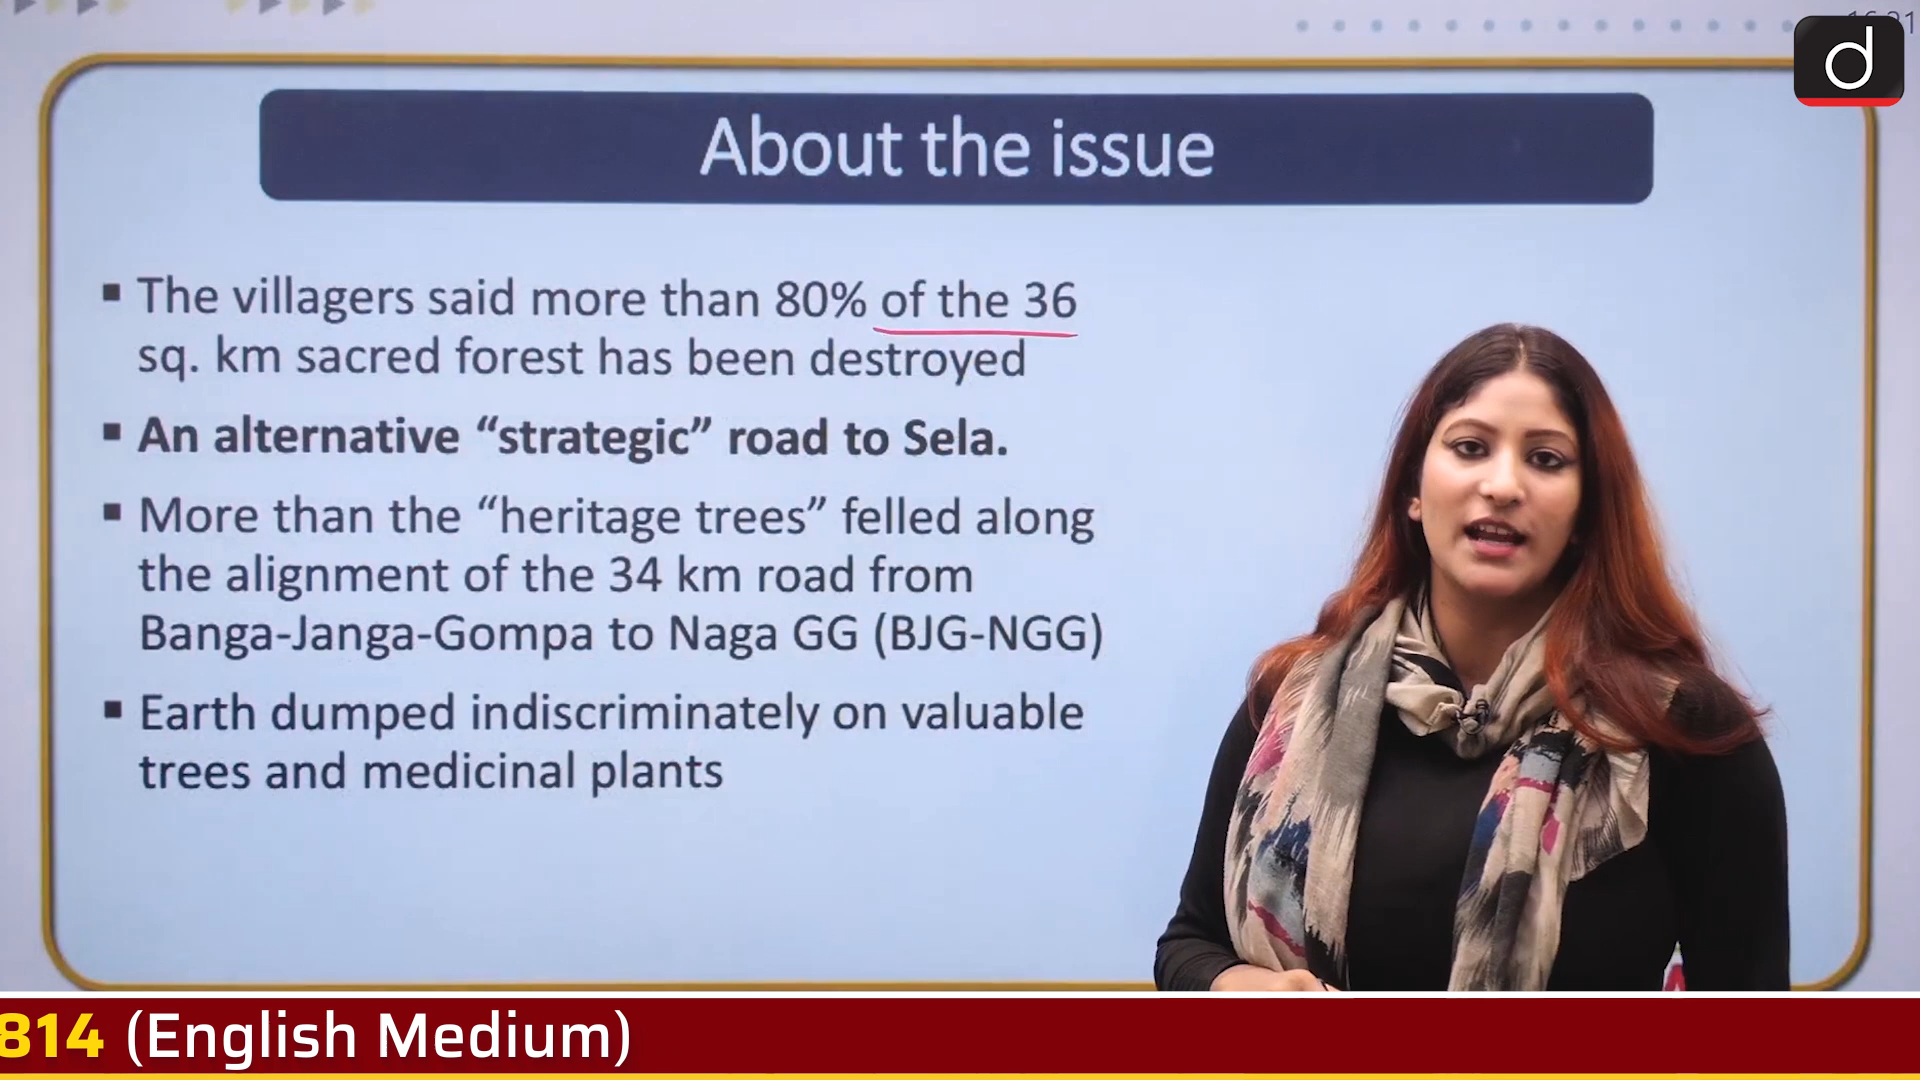 d
About the issue
▪ The villagers said more than 80% of the 36
sq. km sacred forest has been destroyed
▪ An alternative “strategic” road to Sela.
▪ More than the “heritage trees” felled along
the alignment of the 34 km road from
Banga-Janga-Gompa to Naga GG (BJG-NGG)
▪ Earth dumped indiscriminately on valuable
trees and medicinal plants
814 (English Medium)